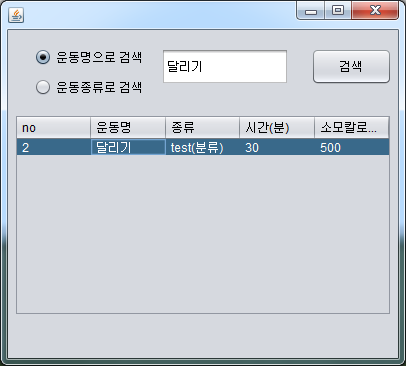 운동명으로 검색
달리기
검색
운동종류로 검색
no 운동명 종류 시간(분) 소모칼로...
2 달리기 test(분류) 30 500